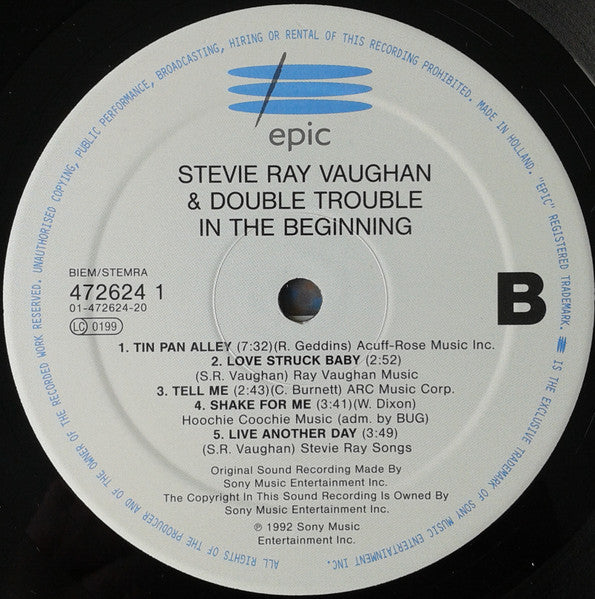 UNAUTHORISED COPYING, PUBLIC PERFORMANCE, BROADCASTING, HIRING OR RENTAL OF THIS RECORDING PROHIBITED. MADE IN HOLLAND. "EPIC" REGISTERED TRADEMARK.
epic
STEVIE RAY VAUGHAN
& DOUBLE TROUBLE
IN THE BEGiNNING
BIEM/STEMRA
472624 1
01-472624-20
LC 0199
B
1. TIN PAN ALLEY (7:32)(R. Geddins) Acuff-Rose Music Inc.
2. LOVE STRUCK BABY (2:52)
(S.R. Vaughan) Ray Vaughan Music
3. TELL ME (2:43)(C. Burnett) ARC Music Corp.
4. SHAKE FOR ME (3:41)(W. Dixon)
Hoochie Coochie Music (adm. by BUG)
5. LIVE ANOTHER DAY (3:49)
(S.R. Vaughan) Stevie Ray Songs
Original Sound Recording Made By
Sony Music Entertainment Inc.
The Copyright In This Sound Recording Is Owned By
Sony Music Entertainment Inc.
℗ 1992 Sony Music
Entertainment Inc.
IS THE EXCLUSIVE TRADEMARK OF SONY MUSIC ENTERTAINMENT INC.
ALL RIGHTS OF THE PRODUCER AND OF THE OWNER OF THE RECORDED WORK RESERVED.